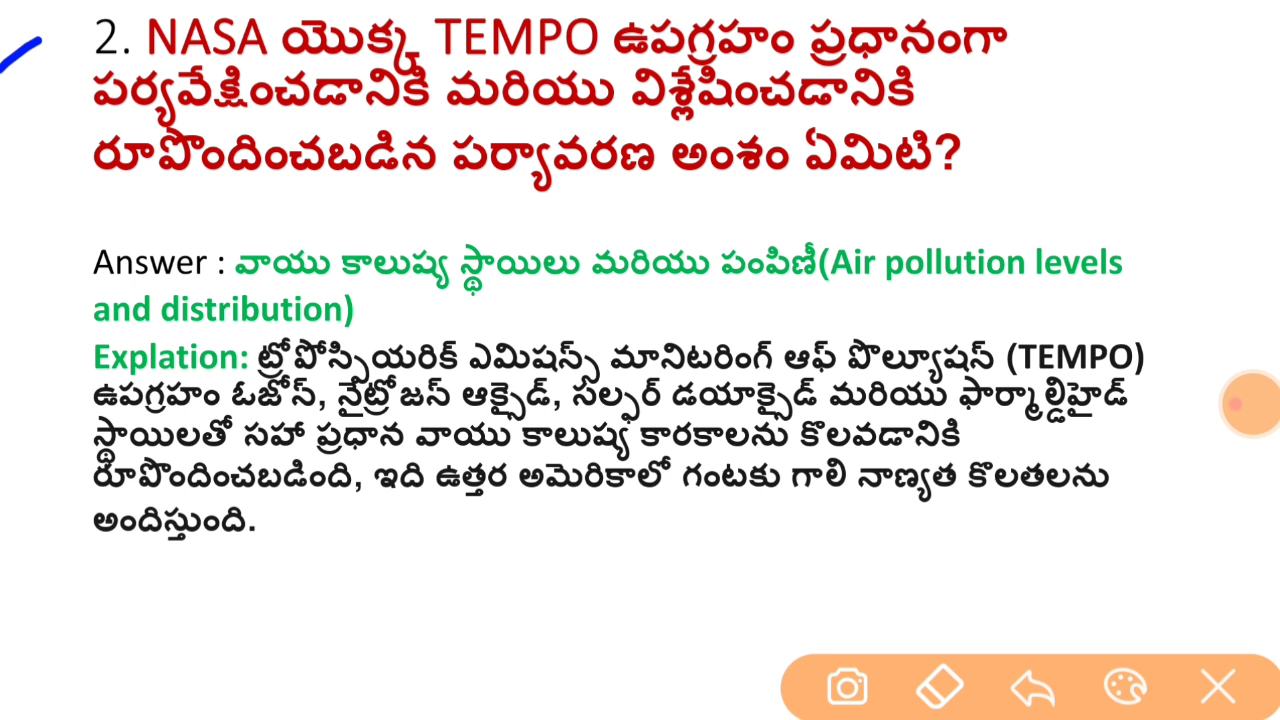 2. NASA యొక్క TEMPO ఉపగ్రహం ప్రధానంగా
పర్యవేక్షించడానికి మరియు విశ్లేషించడానికి
రూపొందించబడిన పర్యావరణ అంశం ఏమిటి?
Answer : వాయు కాలుష్య స్థాయిలు మరియు పంపిణీ(Air pollution levels
and distribution)
Explation: ట్రోపోస్ఫియరిక్ ఎమిషన్స్ మానిటరింగ్ ఆఫ్ పొల్యూషన్ (TEMPO)
ఉపగ్రహం ఓజోన్, నైట్రోజన్ ఆక్సైడ్, సల్ఫర్ డయాక్సైడ్ మరియు ఫార్మాల్డిహైడ్
స్థాయిలతో సహా ప్రధాన వాయు కాలుష్య కారకాలను కొలవడానికి
రూపొందించబడింది, ఇది ఉత్తర అమెరికాలో గంటకు గాలి నాణ్యత కొలతలను
అందిస్తుంది.